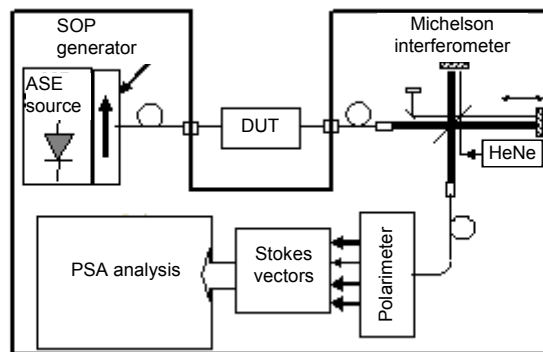 SOP
generator
Michelson
interferometer
ASE
source
DUT
HeNe
PSA analysis
Stokes
vectors
Polarimeter